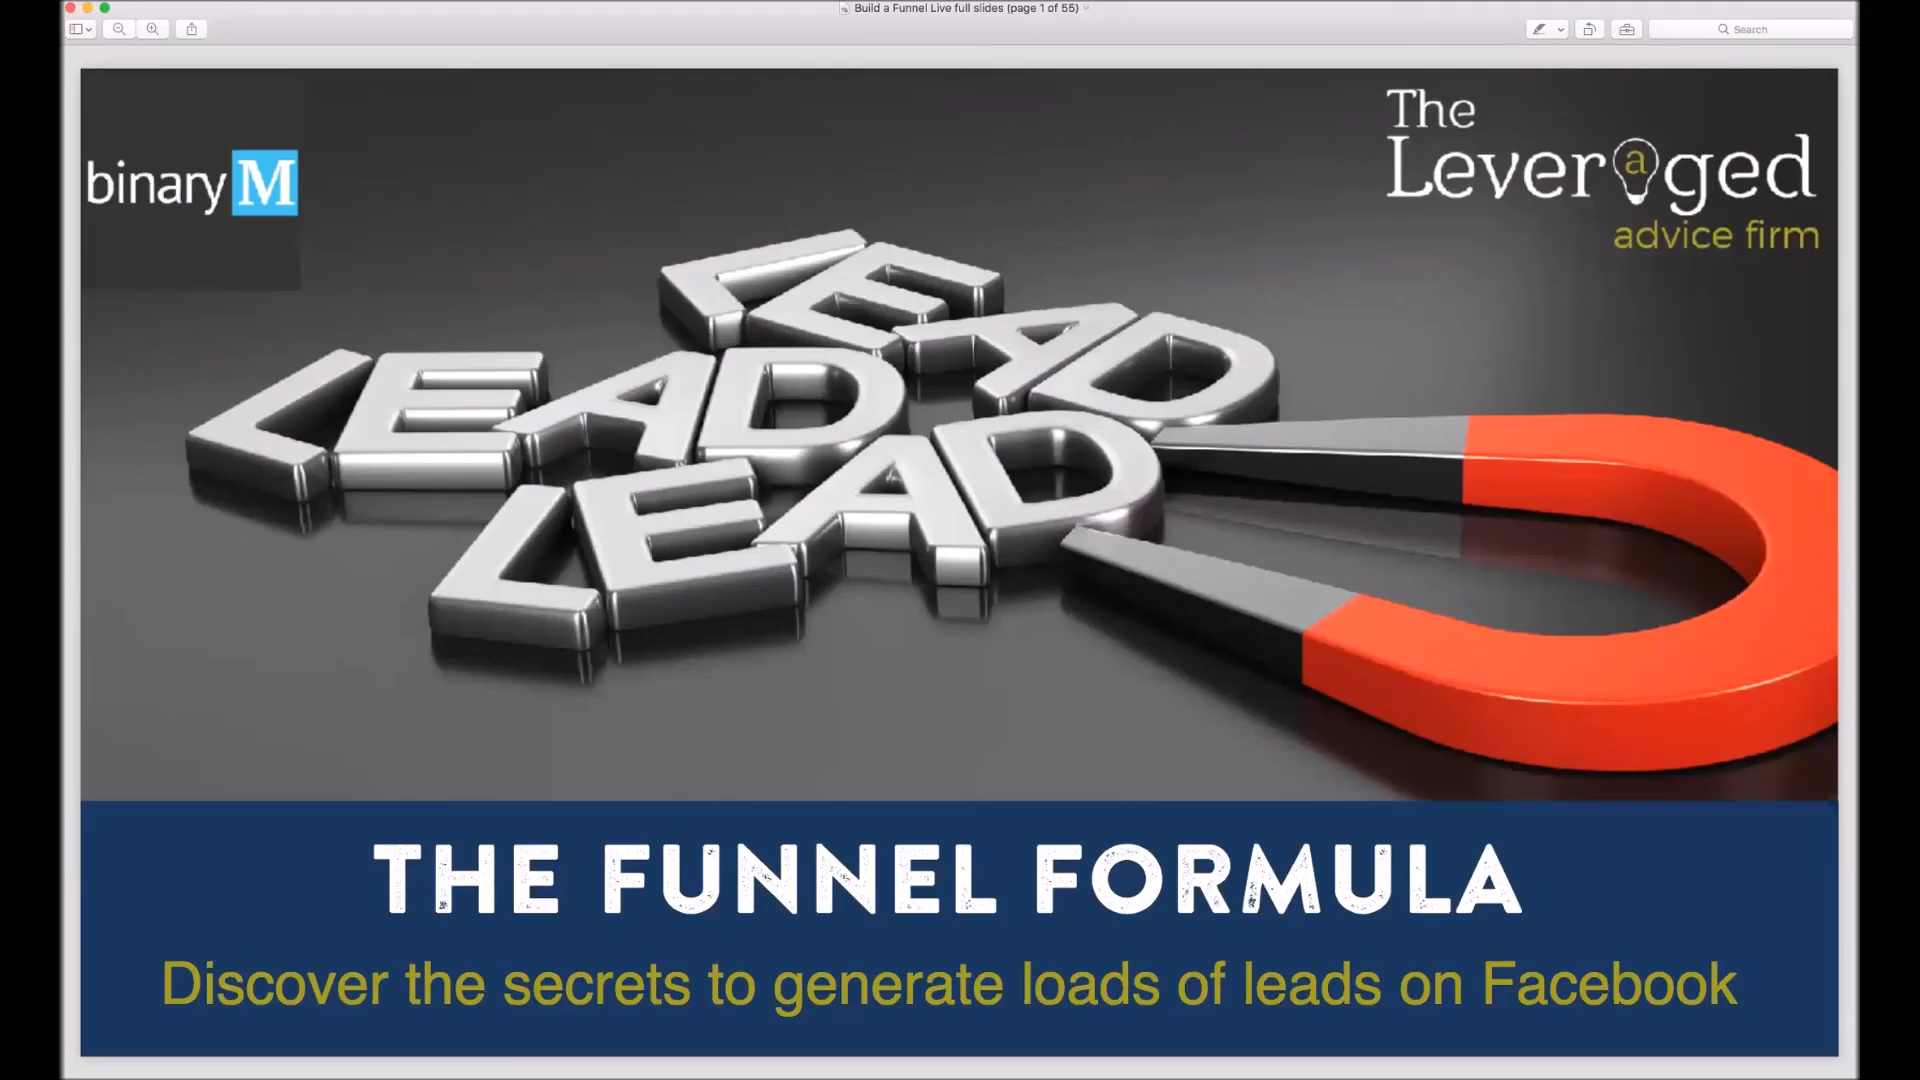 Build a Funnel Live full slides (page 1 of 55)
Search
binaryM
The
Leveraged
advice firm
LEAD
LEAD
LEAD
THE FUNNEL FORMULA
Discover the secrets to generate loads of leads on Facebook